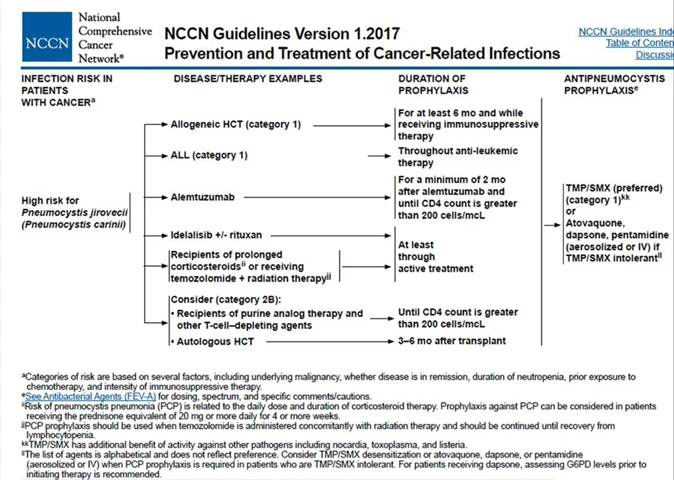 NCCN
National
Comprehensive
Cancer
Network®
NCCN Guidelines Version 1.2017
Prevention and Treatment of Cancer-Related Infections
NCCN Guidelines Inde
Table of Conten
Discussi
INFECTION RISK IN
PATIENTS
WITH CANCERa
DISEASE/THERAPY EXAMPLES
DURATION OF
PROPHYLAXIS
ANTIPNEUMOCYSTIS
PROPHYLAXISe
High risk for
Pneumocystis jirovecii
(Pneumocystis carinii)
Allogeneic HCT (category 1)
For at least 6 mo and while
receiving immunosuppressive
therapy
ALL (category 1)
Throughout anti-leukemic
therapy
Alemtuzumab
For a minimum of 2 mo
after alemtuzumab and
until CD4 count is greater
than 200 cells/mcL
Idelalisib +/- rituxan
Recipients of prolonged
corticosteroidsii or receiving
temozolomide + radiation therapyjj
At least
through
active treatment
Consider (category 2B):
• Recipients of purine analog therapy and
other T-cell–depleting agents
Until CD4 count is greater
than 200 cells/mcL
• Autologous HCT
3–6 mo after transplant
TMP/SMX (preferred)
(category 1)kk
or
Atovaquone,
dapsone, pentamidine
(aerosolized or IV) if
TMP/SMX intolerantll
aCategories of risk are based on several factors, including underlying malignancy, whether disease is in remission, duration of neutropenia, prior exposure to
chemotherapy, and intensity of immunosuppressive therapy.
eSee Antibacterial Agents (FEV-A) for dosing, spectrum, and specific comments/cautions.
iiRisk of pneumocystis pneumonia (PCP) is related to the daily dose and duration of corticosteroid therapy. Prophylaxis against PCP can be considered in patients
receiving the prednisone equivalent of 20 mg or more daily for 4 or more weeks.
jjPCP prophylaxis should be used when temozolomide is administered concomitantly with radiation therapy and should be continued until recovery from
lymphocytopenia.
kkTMP/SMX has additional benefit of activity against other pathogens including nocardia, toxoplasma, and listeria.
llThe list of agents is alphabetical and does not reflect preference. Consider TMP/SMX desensitization or atovaquone, dapsone, or pentamidine
(aerosolized or IV) when PCP prophylaxis is required in patients who are TMP/SMX intolerant. For patients receiving dapsone, assessing G6PD levels prior to
initiating therapy is recommended.